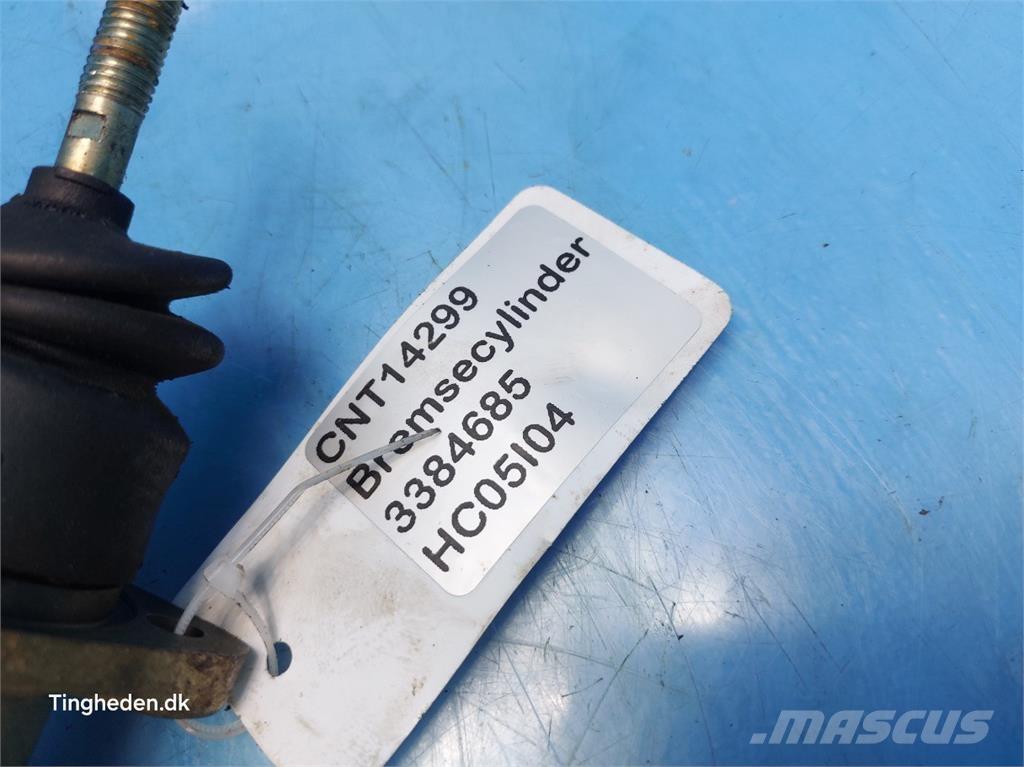 CNT14299
Bremsecylinder
3384685
HC05I04
Tingheden.dk
MASCUS